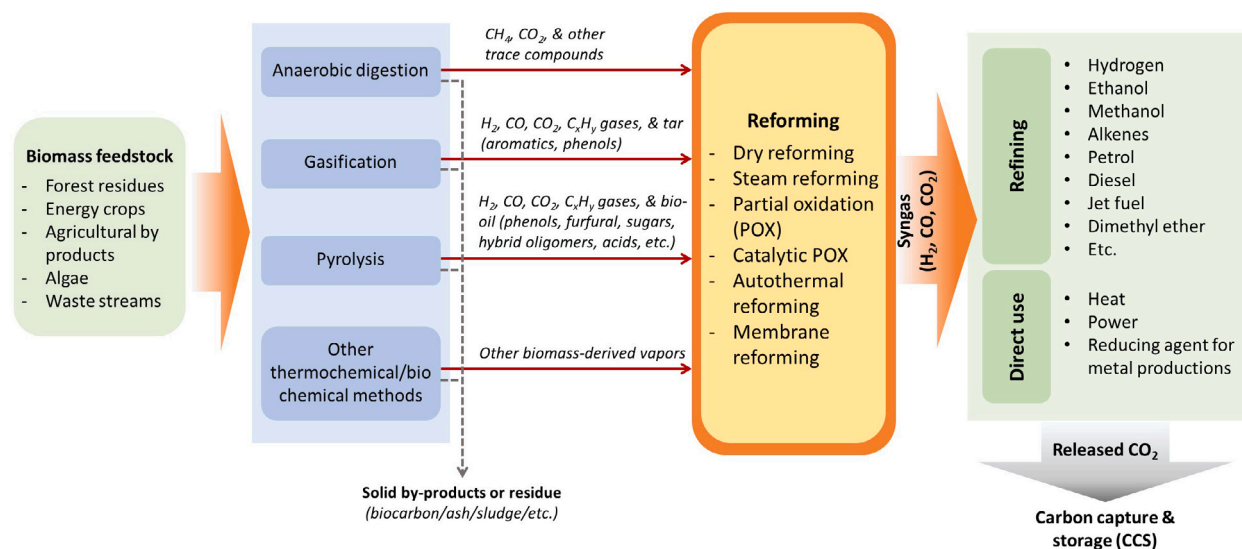 Biomass feedstock
- Forest residues
- Energy crops
- Agricultural by
products
- Algae
- Waste streams
Anaerobic digestion
Gasification
Pyrolysis
Other
thermochemical/bio
chemical methods
CH₄, CO₂, & other
trace compounds
H₂, CO, CO₂, CₓHᵧ gases, & tar
(aromatics, phenols)
H₂, CO, CO₂, CₓHᵧ gases, & bio-
oil (phenols, furfural, sugars,
hybrid oligomers, acids, etc.)
Other biomass-derived vapors
Solid by-products or residue
(biocarbon/ash/sludge/etc.)
Reforming
- Dry reforming
- Steam reforming
- Partial oxidation
(POX)
- Catalytic POX
- Autothermal
reforming
- Membrane
reforming
Syngas
(H₂, CO, CO₂)
Refining
• Hydrogen
• Ethanol
• Methanol
• Alkenes
• Petrol
• Diesel
• Jet fuel
• Dimethyl ether
• Etc.
Direct use
• Heat
• Power
• Reducing agent for
metal productions
Released CO₂
Carbon capture &
storage (CCS)